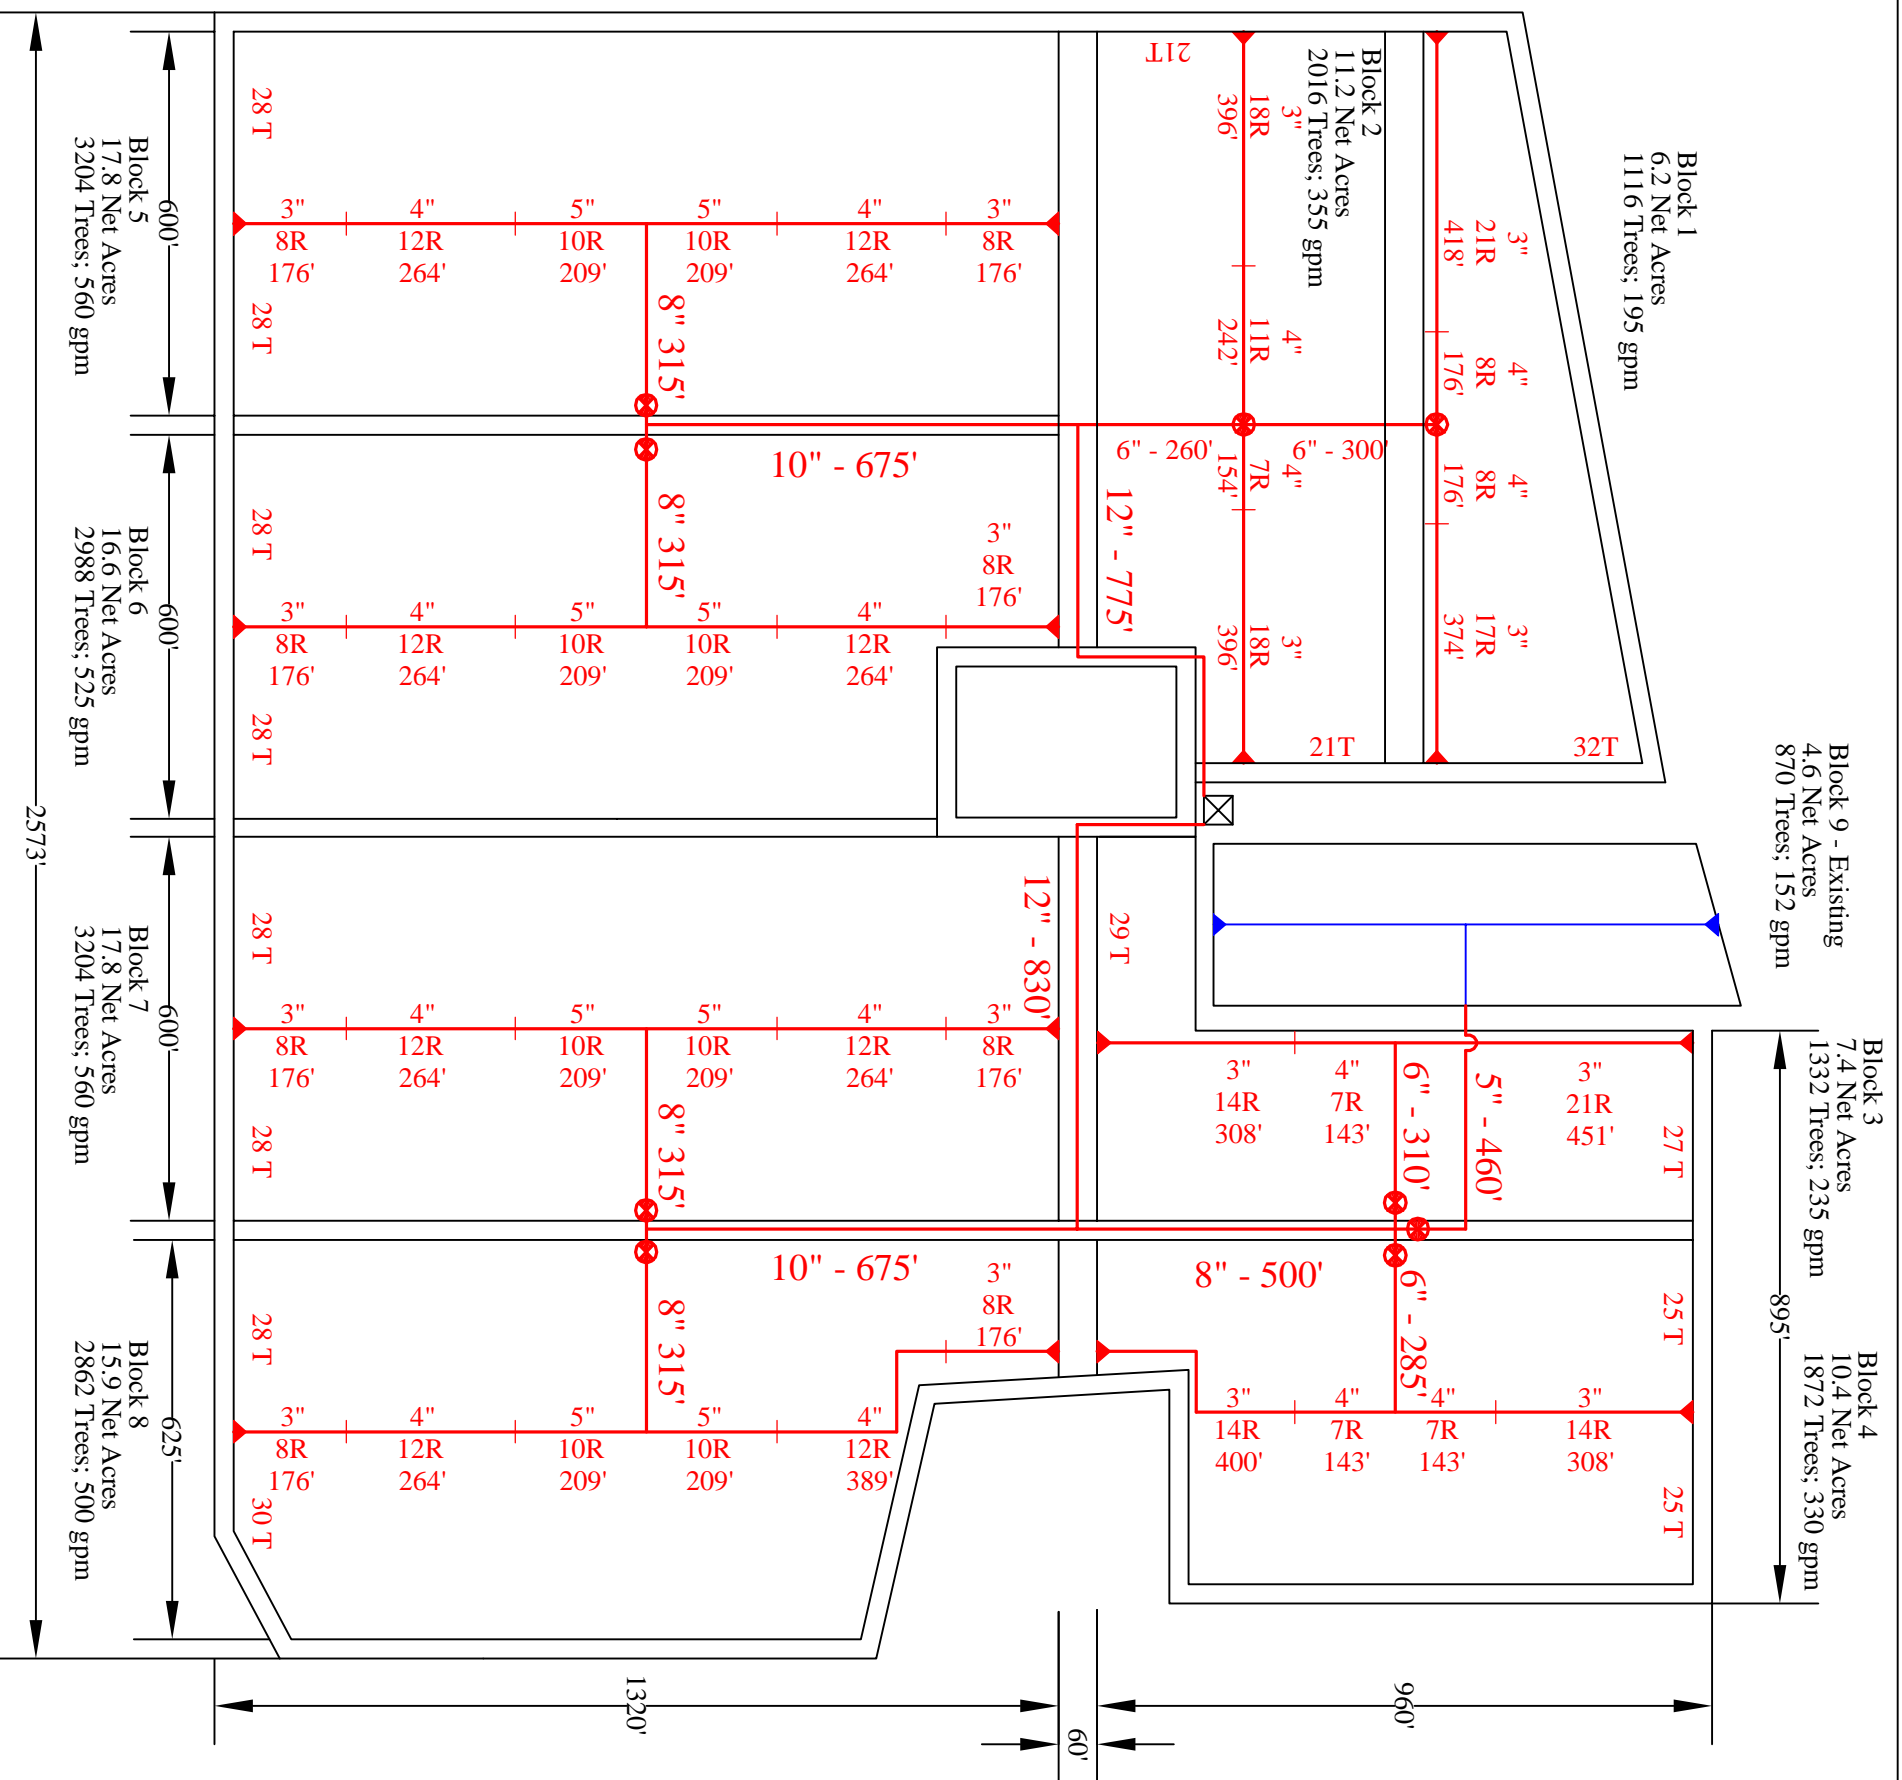 Block 1
6.2 Net Acres
1116 Trees; 195 gpm
Block 2
11.2 Net Acres
2016 Trees; 355 gpm
Block 9 - Existing
4.6 Net Acres
870 Trees; 152 gpm
Block 3
7.4 Net Acres
1332 Trees; 235 gpm
Block 4
10.4 Net Acres
1872 Trees; 330 gpm
Block 5
17.8 Net Acres
3204 Trees; 560 gpm
Block 6
16.6 Net Acres
2988 Trees; 525 gpm
Block 7
17.8 Net Acres
3204 Trees; 560 gpm
Block 8
15.9 Net Acres
2862 Trees; 500 gpm
3"
21R
418'
4"
8R
176'
4"
8R
176'
3"
17R
374'
32T
21T
3"
18R
396'
4"
11R
242'
4"
7R
154'
3"
18R
396'
21T
6" - 260'
6" - 300'
12" - 775'
10" - 675'
28 T
28 T
3"
8R
176'
4"
12R
264'
5"
10R
209'
5"
10R
209'
4"
12R
264'
3"
8R
176'
8" 315'
8" 315'
28 T
28 T
3"
8R
176'
4"
12R
264'
5"
10R
209'
5"
10R
209'
4"
12R
264'
3"
8R
176'
12" - 830'
29 T
28 T
28 T
3"
8R
176'
4"
12R
264'
5"
10R
209'
5"
10R
209'
4"
12R
264'
3"
8R
176'
8" 315'
8" 315'
10" - 675'
28 T
30 T
3"
8R
176'
4"
12R
264'
5"
10R
209'
5"
10R
209'
4"
12R
389'
3"
8R
176'
3"
14R
308'
4"
7R
143'
3"
21R
451'
27 T
6" - 310'
5" - 460'
8" - 500'
6" - 285'
25 T
25 T
3"
14R
400'
4"
7R
143'
4"
7R
143'
3"
14R
308'
600'
600'
600'
625'
2573'
895'
1320'
60'
960'